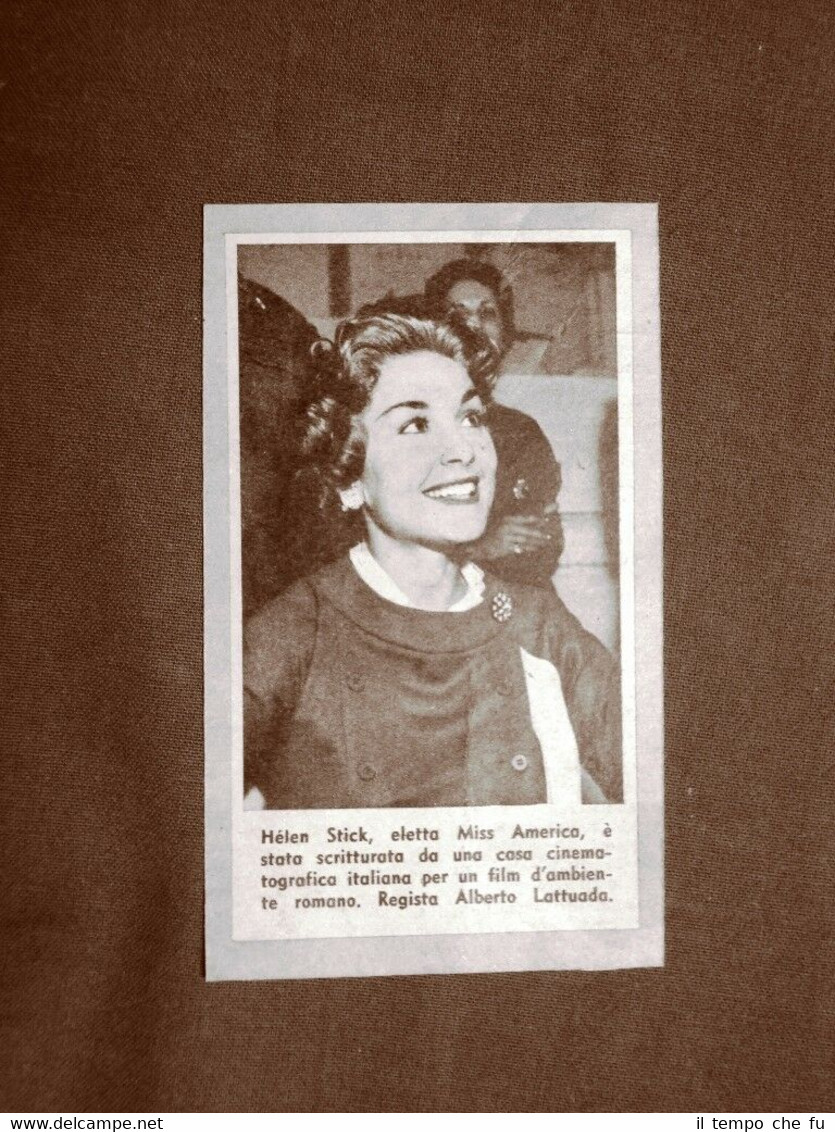 Hélen Stick, eletta Miss America, è
stata scritturata da una casa cinema-
tografica italiana per un film d'ambien-
te romano. Regista Alberto Lattuada.
www.delcampe.net
il tempo che fu